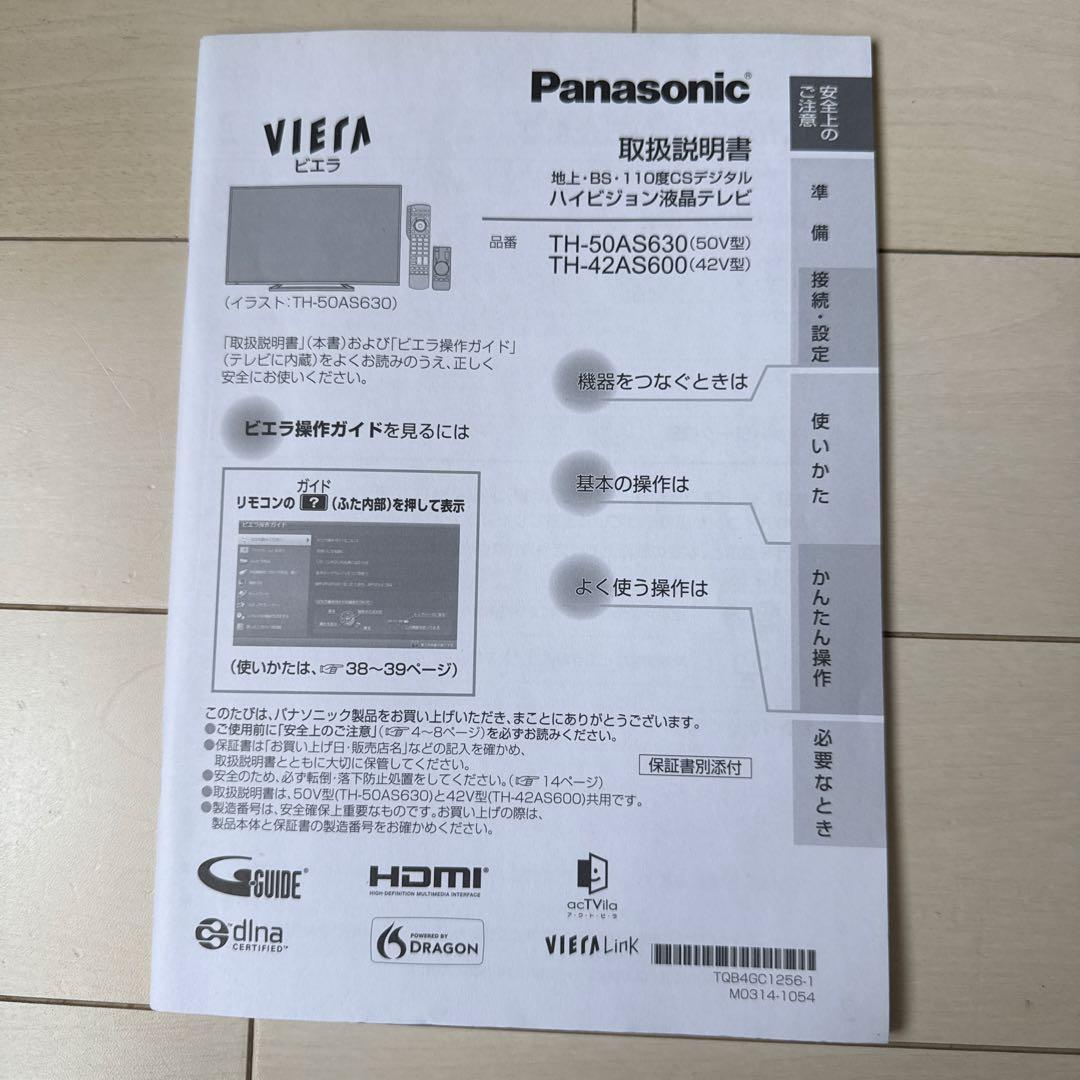 Panasonic®
VIERA
ビエラ
取扱説明書
地上・BS・110度CSデジタル
ハイビジョン液晶テレビ
品番
TH-50AS630(50V型)
TH-42AS600(42V型)
(イラスト:TH-50AS630)
「取扱説明書」(本書)および「ビエラ操作ガイド」
(テレビに内蔵)をよくお読みのうえ、正しく
安全にお使いください。
ビエラ操作ガイドを見るには
ガイド
リモコンの ? (ふた内部)を押して表示
ビエラ操作ガイド
(使いかたは、☞38～39ページ)
機器をつなぐときは
基本の操作は
よく使う操作は
安全上の
ご注意
準備
接続・設定
使いかた
かんたん操作
必要なとき
このたびは、パナソニック製品をお買い上げいただき、まことにありがとうございます。
●ご使用前に「安全上のご注意」(☞4～8ページ)を必ずお読みください。
●保証書は「お買い上げ日・販売店名」などの記入を確かめ、
取扱説明書とともに大切に保管してください。
●安全のため、必ず転倒・落下防止処置をしてください。(☞14ページ)
●取扱説明書は、50V型(TH-50AS630)と42V型(TH-42AS600)共用です。
●製造番号は、安全確保上重要なものです。お買い上げの際は、
製品本体と保証書の製造番号をお確かめください。
保証書別添付
G-GUIDE®
HDMI®
HIGH-DEFINITION MULTIMEDIA INTERFACE
acTVila
ア・ク・ト・ビ・ラ
dlna
CERTIFIED™
POWERED BY
DRAGON
VIERA Link
TQB4GC1256-1
M0314-1054